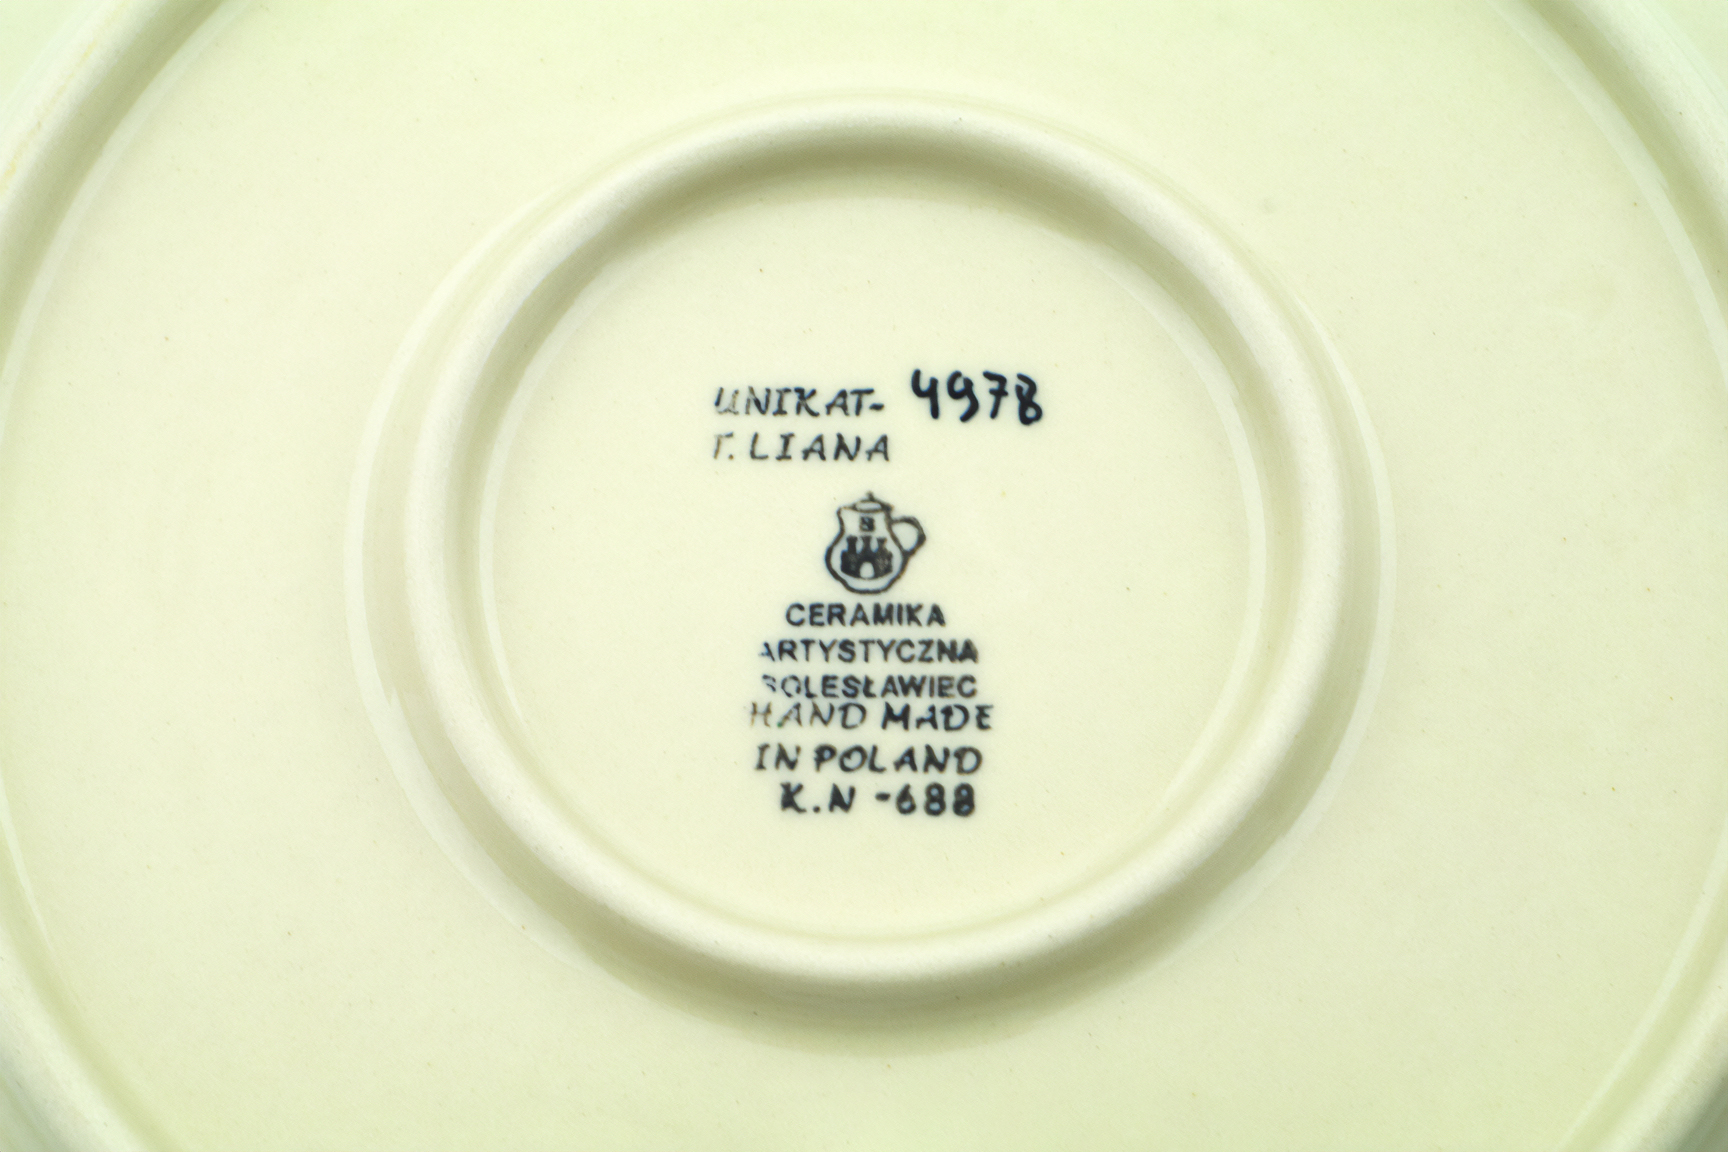 UNIKAT- 4978
T. LIANA
B
CERAMIKA
ARTYSTYCZNA
BOLESŁAWIEC
HAND MADE
IN POLAND
K.N -688